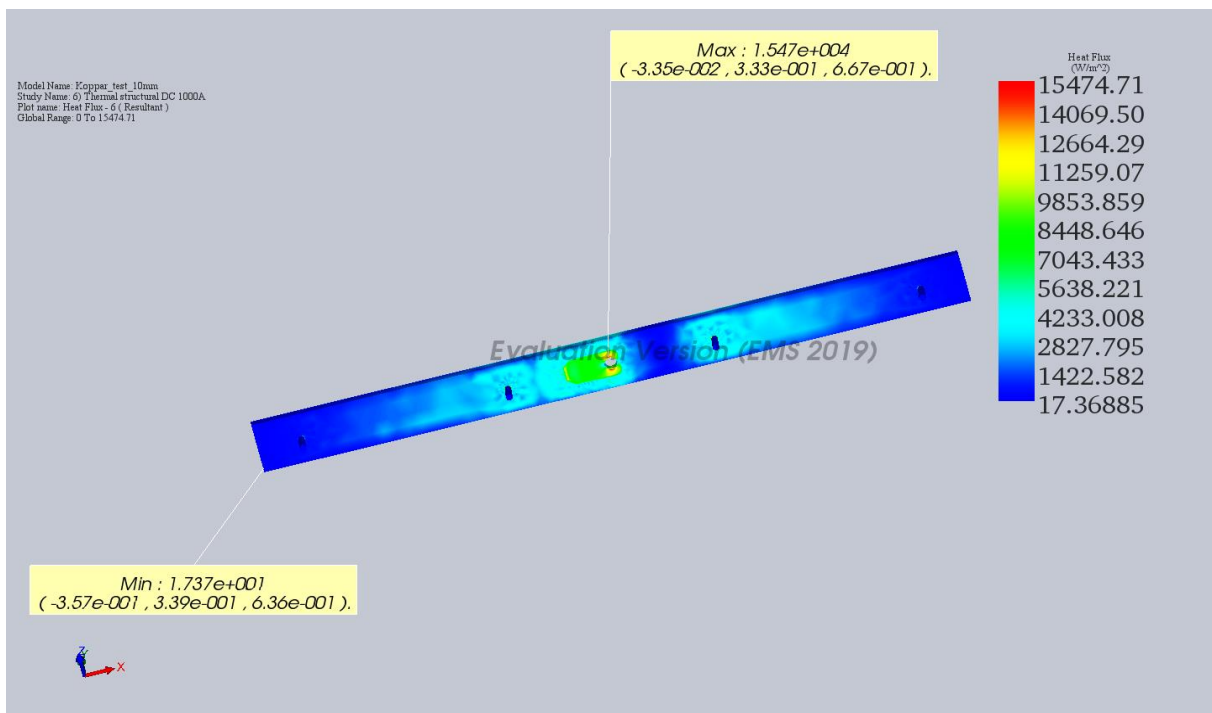 Max : 1.547e+004
( -3.35e-002 , 3.33e-001 , 6.67e-001 ).
Model Name: Koppar_test_10mm
Study Name: 6) Thermal structural DC 1000A
Plot name: Heat Flux - 6 ( Resultant )
Global Range: 0 To 15474.71
Heat Flux
(W/m^2)
15474.71
14069.50
12664.29
11259.07
9853.859
8448.646
7043.433
5638.221
4233.008
2827.795
1422.582
17.36885
Evaluation Version (EMS 2019)
Min : 1.737e+001
( -3.57e-001 , 3.39e-001 , 6.36e-001 ).
Z
X